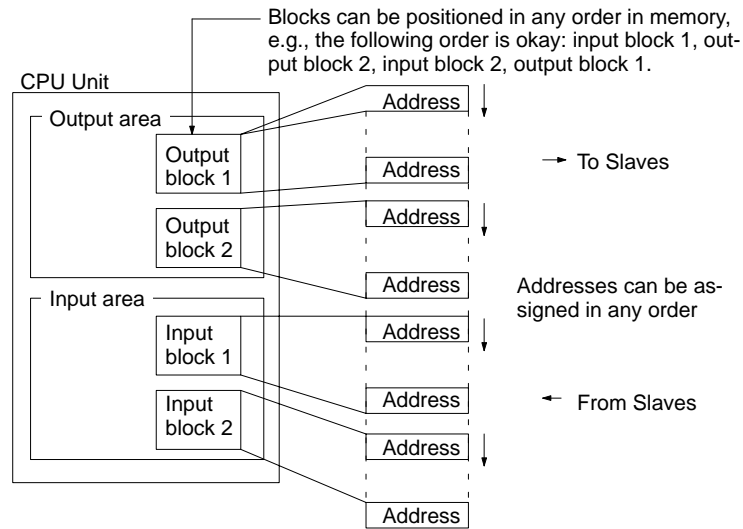 Blocks can be positioned in any order in memory,
e.g., the following order is okay: input block 1, out-
put block 2, input block 2, output block 1.
CPU Unit
Output area
Output
block 1
Output
block 2
Input area
Input
block 1
Input
block 2
Address
Address
Address
Address
Address
Address
Address
Address
To Slaves
Addresses can be as-
signed in any order
From Slaves